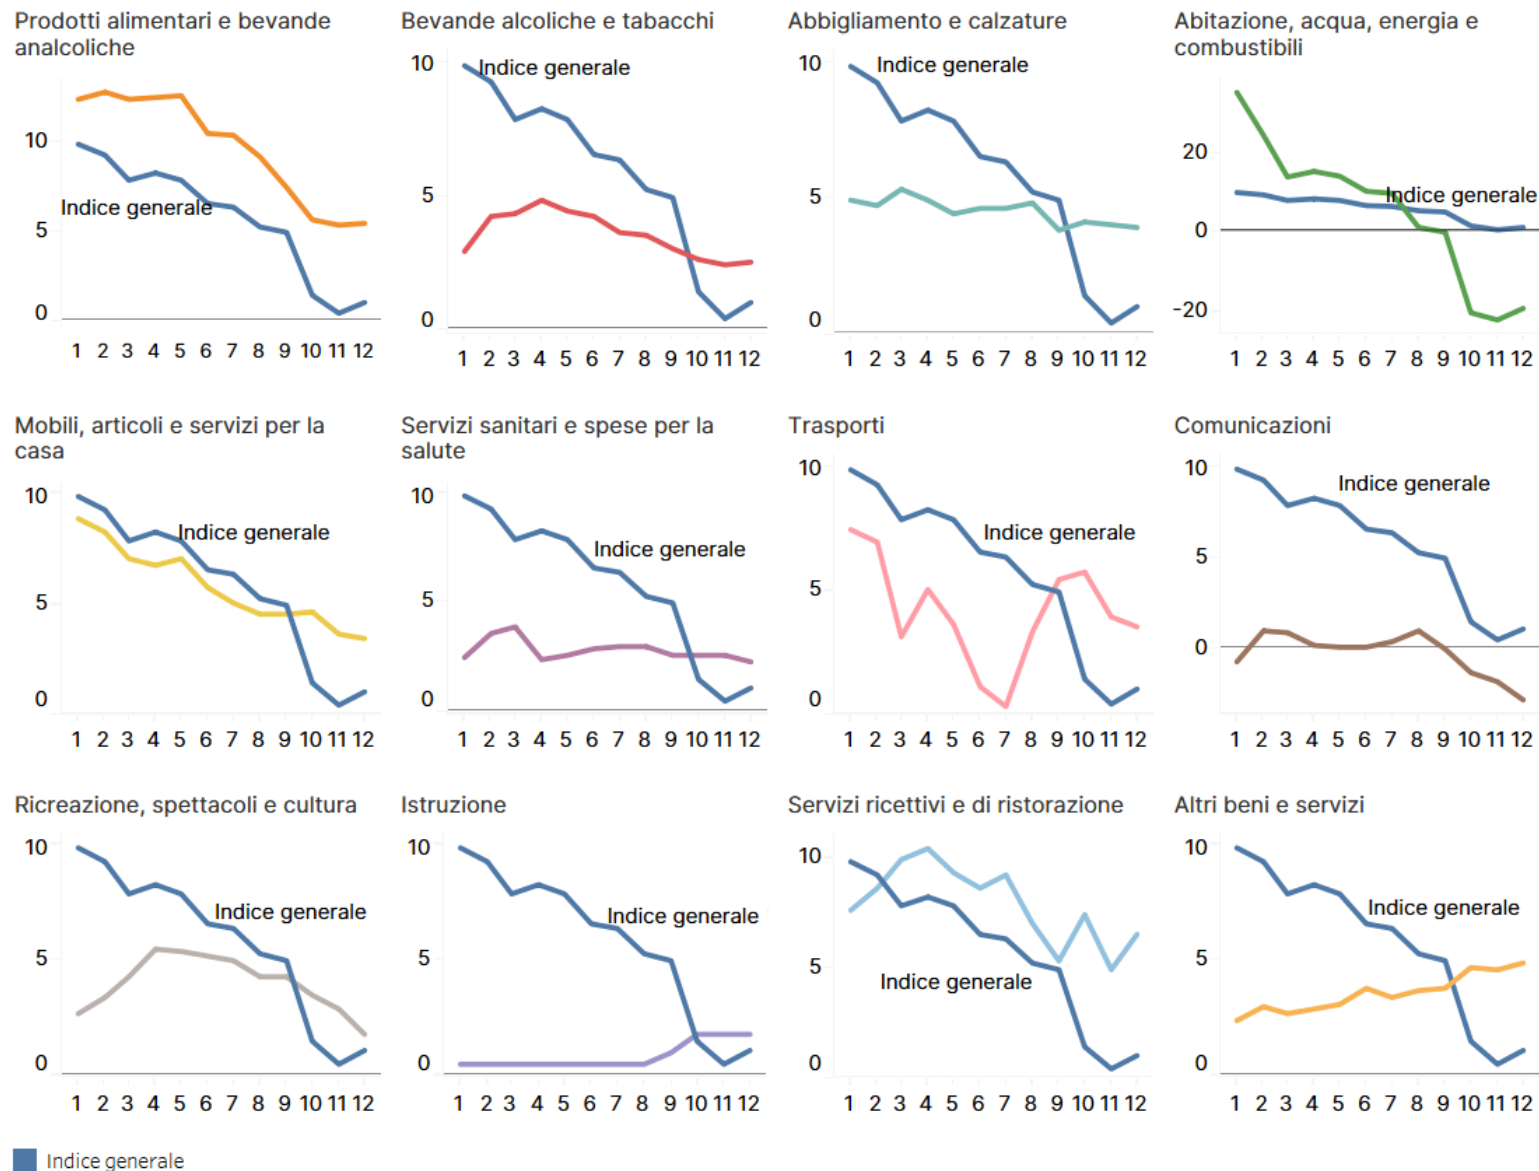 Prodotti alimentari e bevande
analcoliche
10
5
0
Indice generale
1 2 3 4 5 6 7 8 9 10 11 12
Bevande alcoliche e tabacchi
10
5
0
Indice generale
1 2 3 4 5 6 7 8 9 10 11 12
Abbigliamento e calzature
10
5
0
Indice generale
1 2 3 4 5 6 7 8 9 10 11 12
Abitazione, acqua, energia e
combustibili
20
0
-20
Indice generale
1 2 3 4 5 6 7 8 9 10 11 12
Mobili, articoli e servizi per la
casa
10
5
0
Indice generale
1 2 3 4 5 6 7 8 9 10 11 12
Servizi sanitari e spese per la
salute
10
5
0
Indice generale
1 2 3 4 5 6 7 8 9 10 11 12
Trasporti
10
5
0
Indice generale
1 2 3 4 5 6 7 8 9 10 11 12
Comunicazioni
10
5
0
Indice generale
1 2 3 4 5 6 7 8 9 10 11 12
Ricreazione, spettacoli e cultura
10
5
0
Indice generale
1 2 3 4 5 6 7 8 9 10 11 12
Istruzione
10
5
0
Indice generale
1 2 3 4 5 6 7 8 9 10 11 12
Servizi ricettivi e di ristorazione
10
5
0
Indice generale
1 2 3 4 5 6 7 8 9 10 11 12
Altri beni e servizi
10
5
0
Indice generale
1 2 3 4 5 6 7 8 9 10 11 12
Indice generale